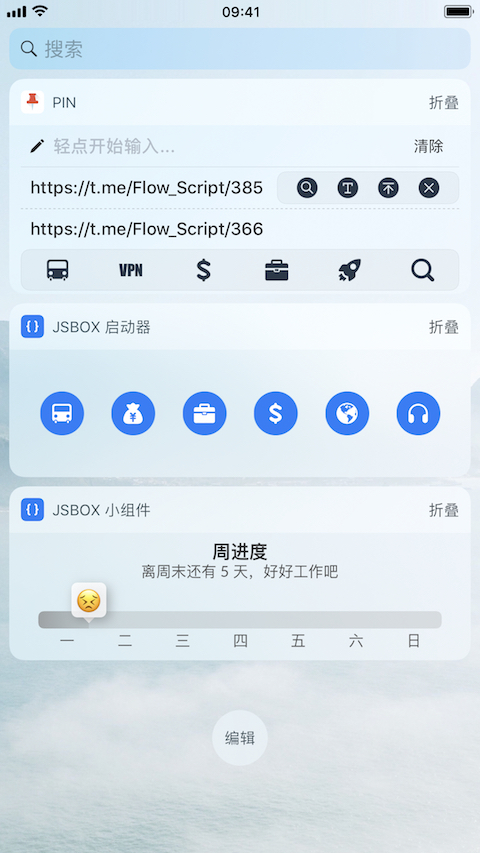 09:41
搜索
PIN 折叠
轻点开始输入... 清除
https://t.me/Flow_Script/385
https://t.me/Flow_Script/366
VPN
JSBOX 启动器 折叠
JSBOX 小组件 折叠
周进度
离周末还有 5 天，好好工作吧
一 二 三 四 五 六 日
编辑